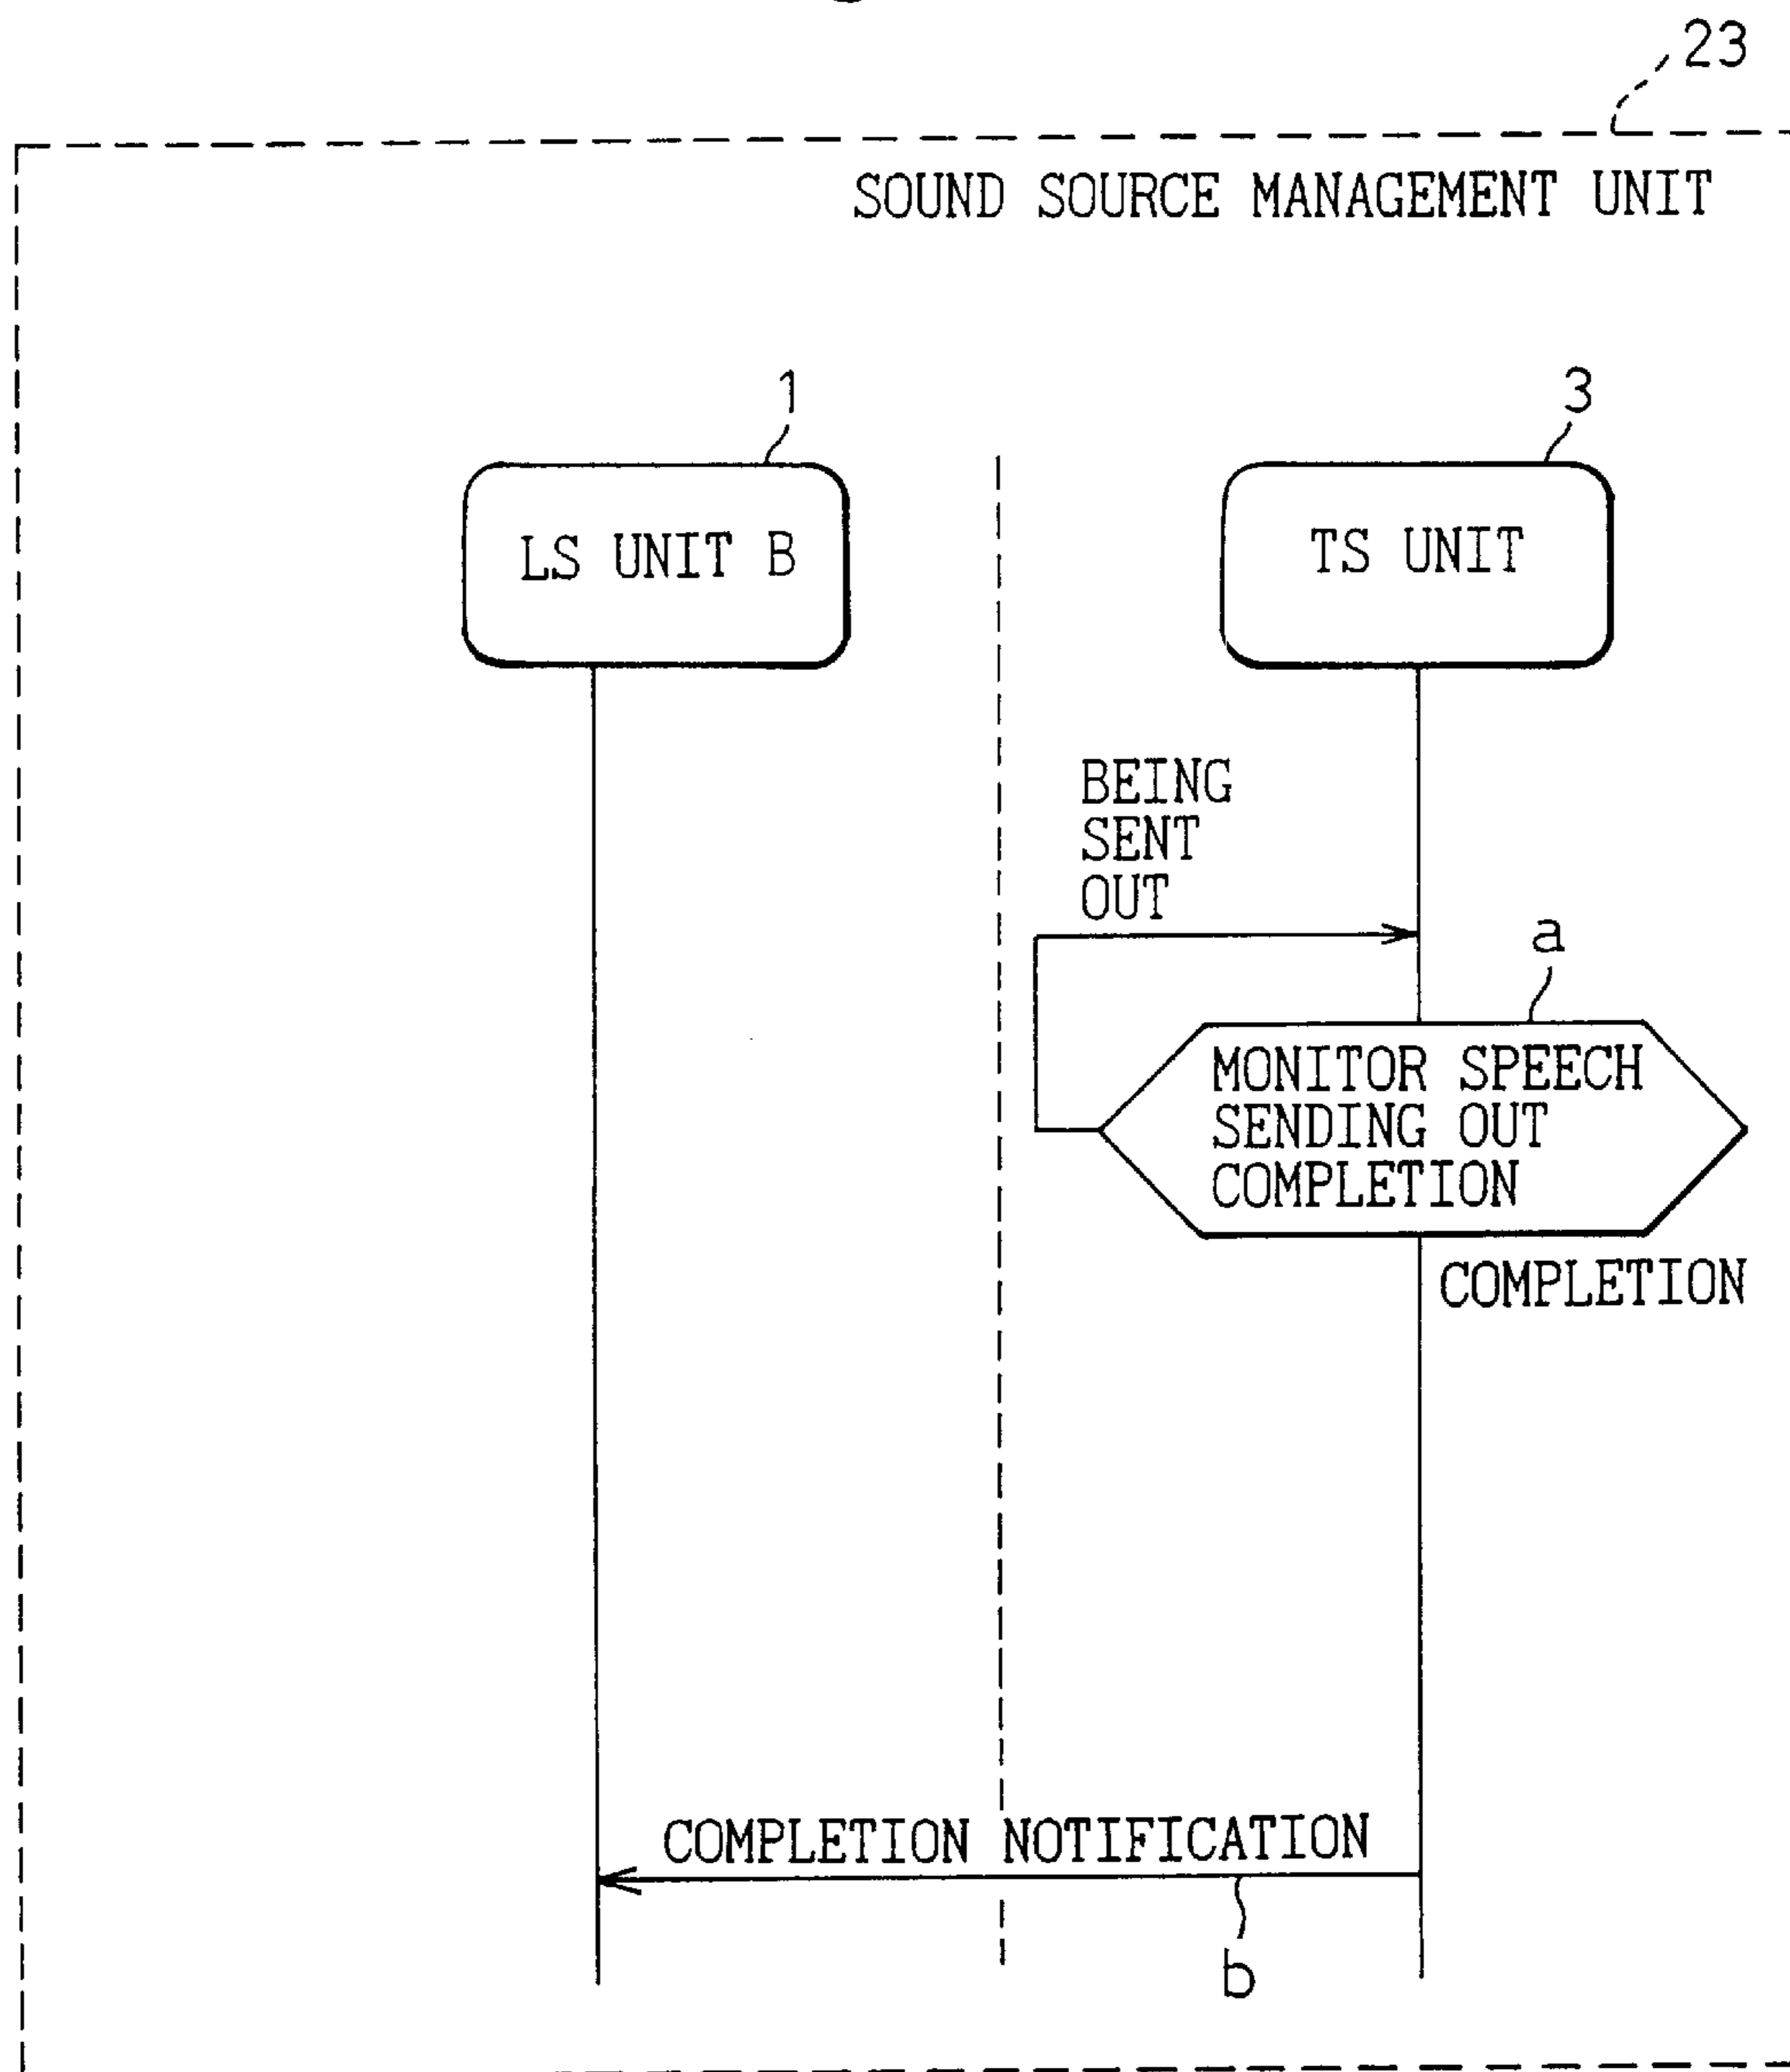 23
SOUND SOURCE MANAGEMENT UNIT
1
3
LS UNIT B
TS UNIT
BEING
SENT
OUT
a
MONITOR SPEECH
SENDING OUT
COMPLETION
COMPLETION
COMPLETION NOTIFICATION
b